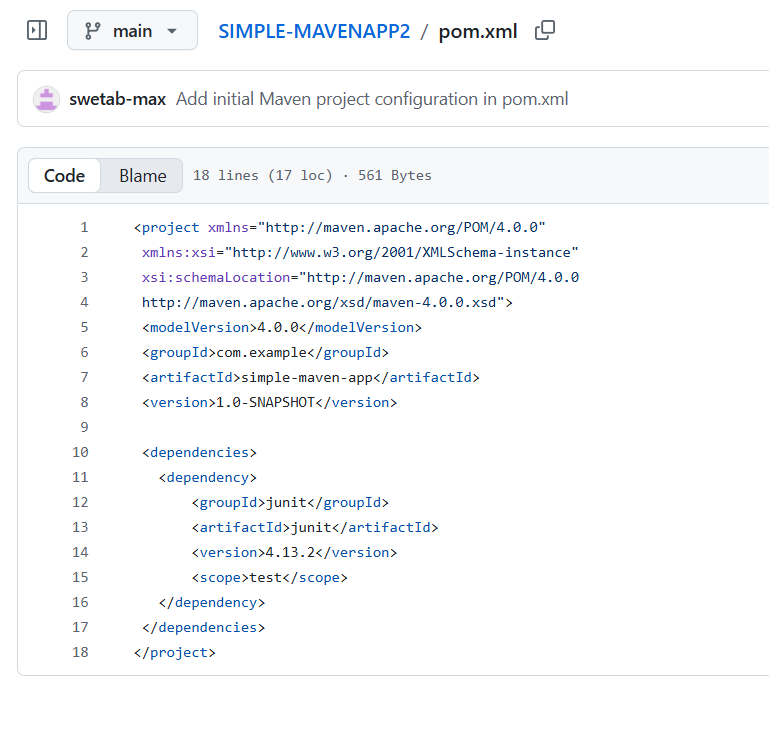 main SIMPLE-MAVENAPP2 / pom.xml
swetab-max Add initial Maven project configuration in pom.xml
Code Blame 18 lines (17 loc) · 561 Bytes
1 <project xmlns="http://maven.apache.org/POM/4.0.0"
2 xmlns:xsi="http://www.w3.org/2001/XMLSchema-instance"
3 xsi:schemaLocation="http://maven.apache.org/POM/4.0.0
4 http://maven.apache.org/xsd/maven-4.0.0.xsd">
5 <modelVersion>4.0.0</modelVersion>
6 <groupId>com.example</groupId>
7 <artifactId>simple-maven-app</artifactId>
8 <version>1.0-SNAPSHOT</version>
9
10 <dependencies>
11 <dependency>
12 <groupId>junit</groupId>
13 <artifactId>junit</artifactId>
14 <version>4.13.2</version>
15 <scope>test</scope>
16 </dependency>
17 </dependencies>
18 </project>